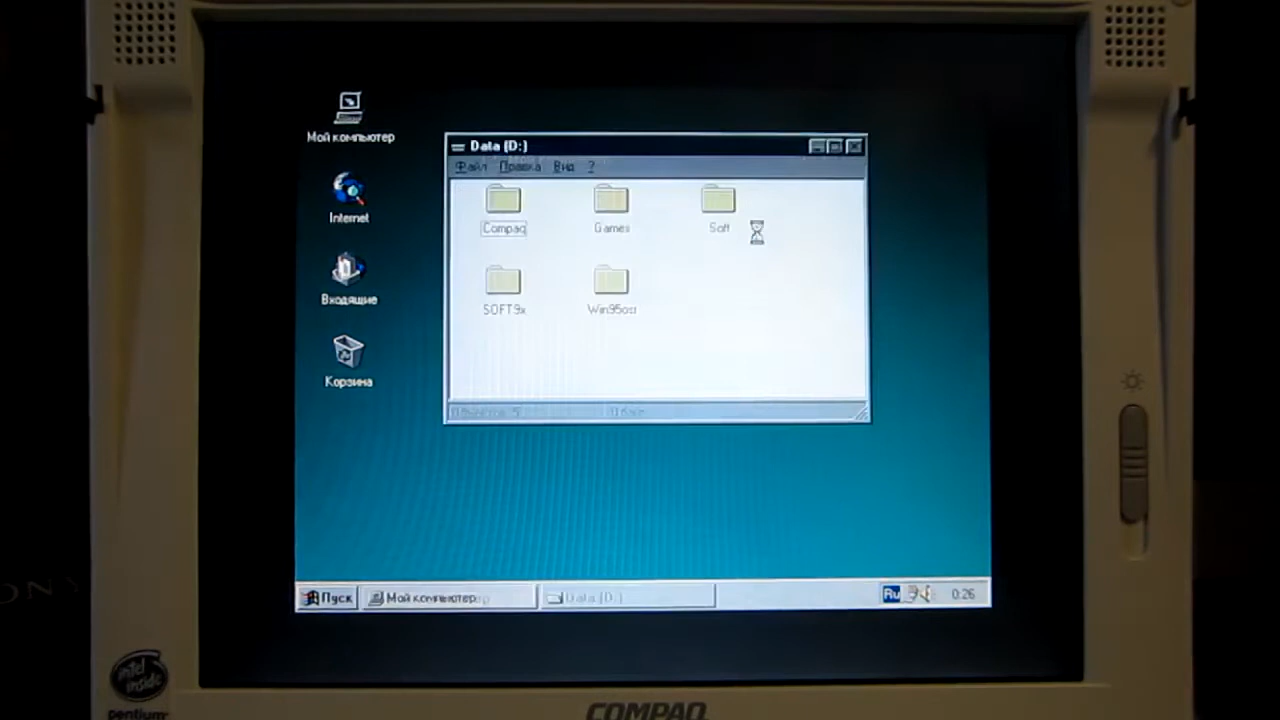 Мой компьютер
Internet
Входящие
Корзина
Data (D:)
Файл Правка Вид ?
Compaq Games Soft
SOFT9x Win95osr
Пуск Мой компьютер Data (D:) Ru 0:26
intel inside
pentium
COMPAQ